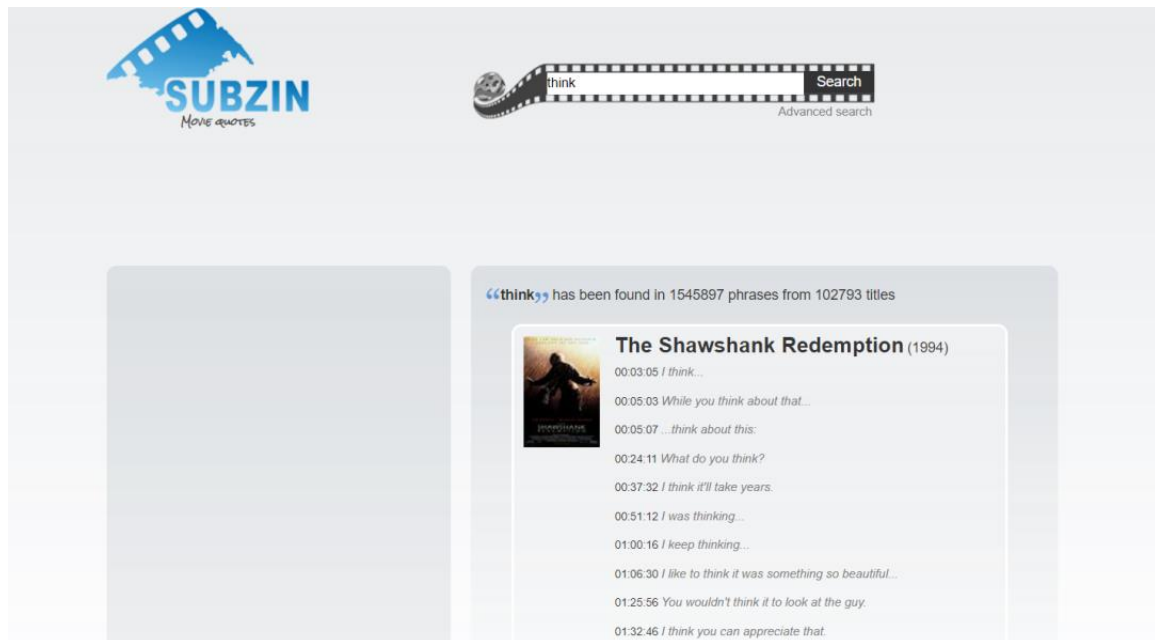 SUBZIN
MOVIE QUOTES
think
Search
Advanced search
“think” has been found in 1545897 phrases from 102793 titles
The Shawshank Redemption (1994)
00:03:05 I think...
00:05:03 While you think about that...
00:05:07 ...think about this:
00:24:11 What do you think?
00:37:32 I think it'll take years.
00:51:12 I was thinking...
01:00:16 I keep thinking...
01:06:30 I like to think it was something so beautiful...
01:25:56 You wouldn't think it to look at the guy.
01:32:46 I think you can appreciate that.